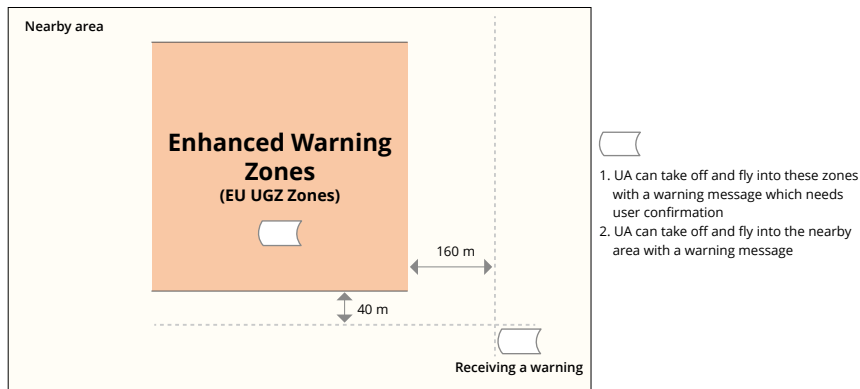 Nearby area
Enhanced Warning
Zones
(EU UGZ Zones)
160 m
40 m
Receiving a warning
1. UA can take off and fly into these zones
with a warning message which needs
user confirmation
2. UA can take off and fly into the nearby
area with a warning message